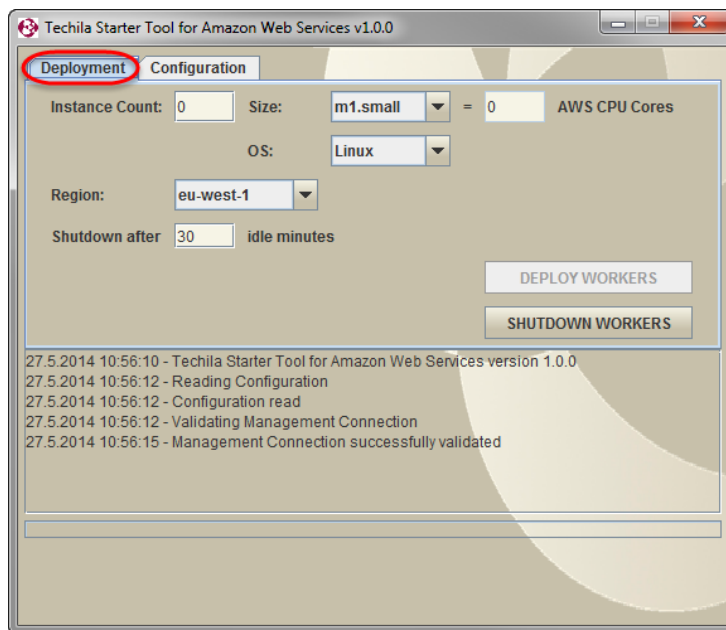 Techila Starter Tool for Amazon Web Services v1.0.0
Deployment Configuration
Instance Count: 0 Size: m1.small = 0 AWS CPU Cores
OS: Linux
Region: eu-west-1
Shutdown after 30 idle minutes
DEPLOY WORKERS
SHUTDOWN WORKERS
27.5.2014 10:56:10 - Techila Starter Tool for Amazon Web Services version 1.0.0
27.5.2014 10:56:12 - Reading Configuration
27.5.2014 10:56:12 - Configuration read
27.5.2014 10:56:12 - Validating Management Connection
27.5.2014 10:56:15 - Management Connection successfully validated